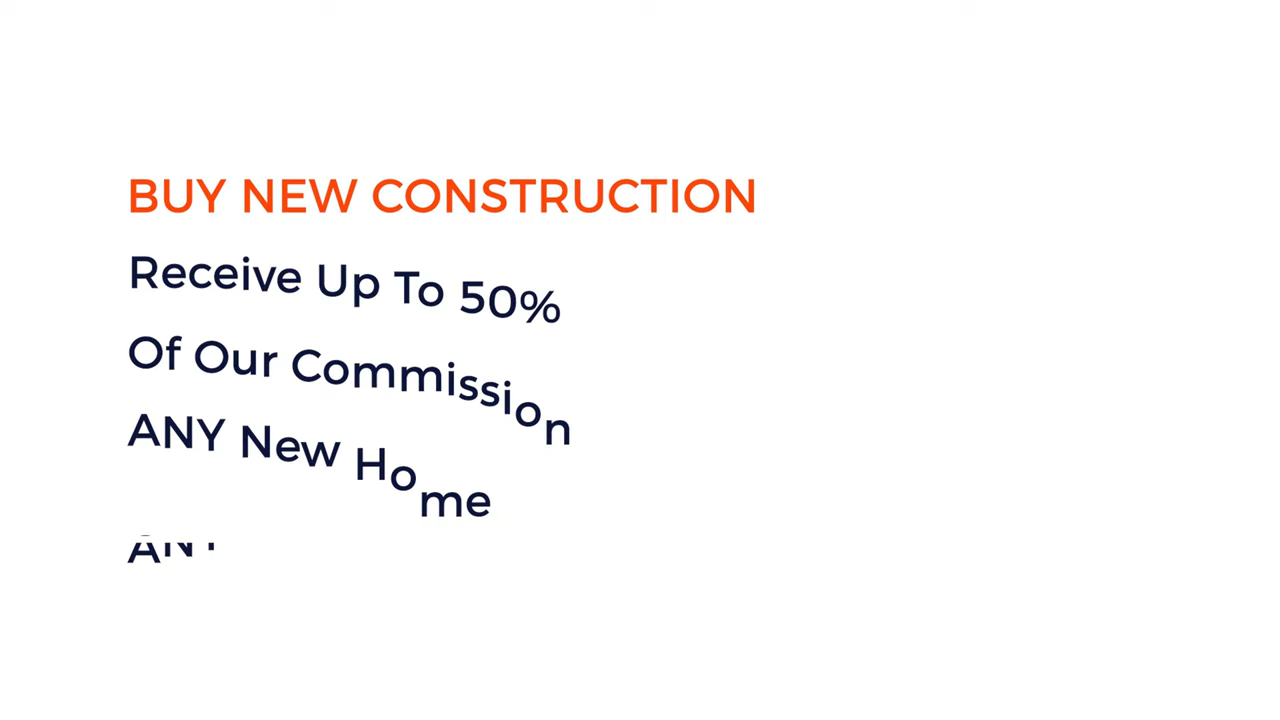 BUY NEW CONSTRUCTION
Receive Up To 50%
Of Our Commission
ANY New Home